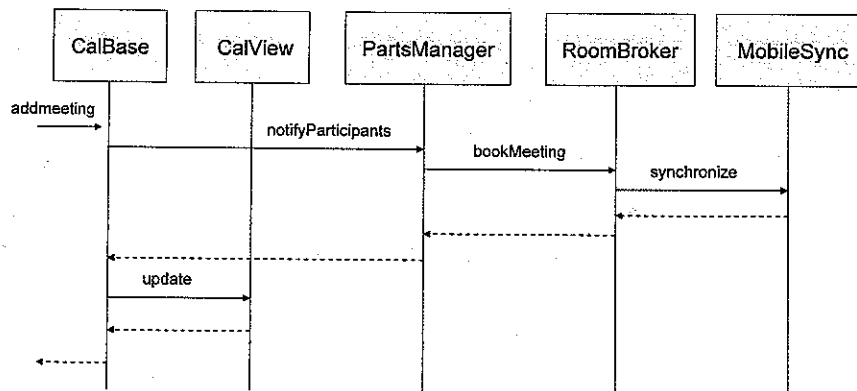 CalBase
CalView
PartsManager
RoomBroker
MobileSync
addmeeting
notifyParticipants
bookMeeting
synchronize
update